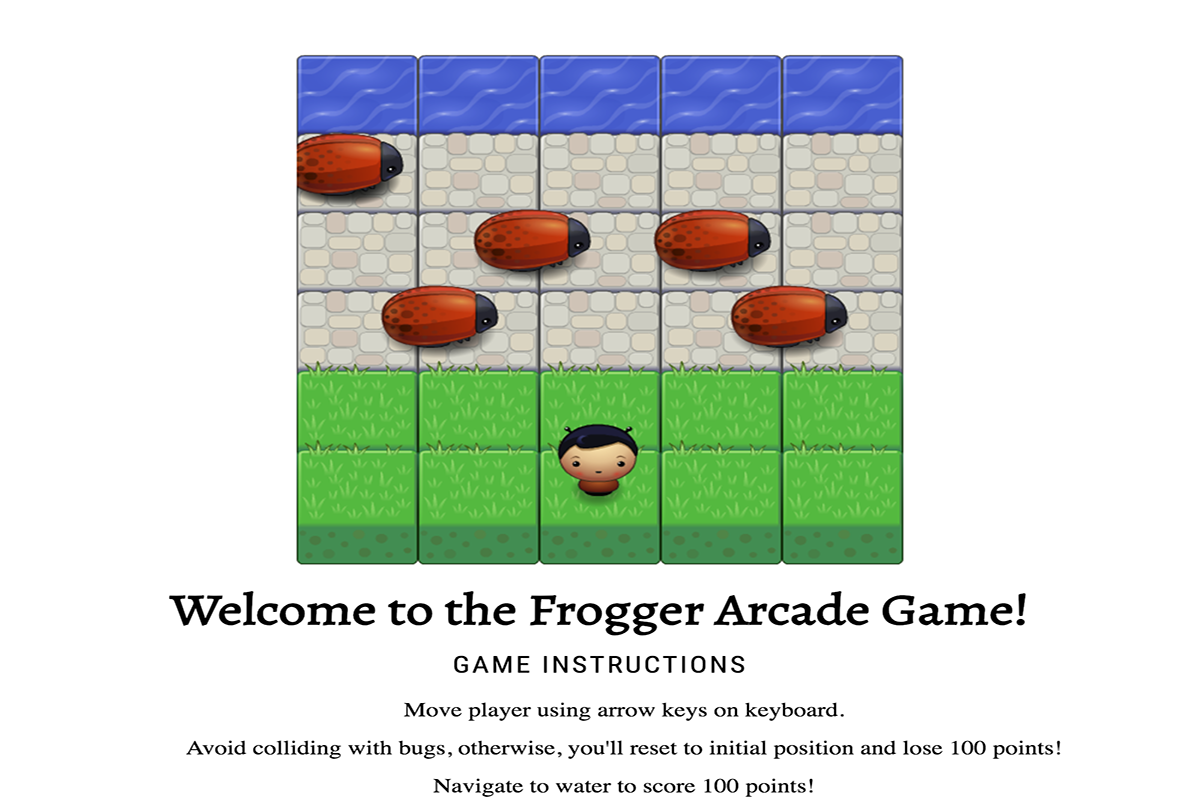 Welcome to the Frogger Arcade Game!
GAME INSTRUCTIONS
Move player using arrow keys on keyboard.
Avoid colliding with bugs, otherwise, you'll reset to initial position and lose 100 points!
Navigate to water to score 100 points!